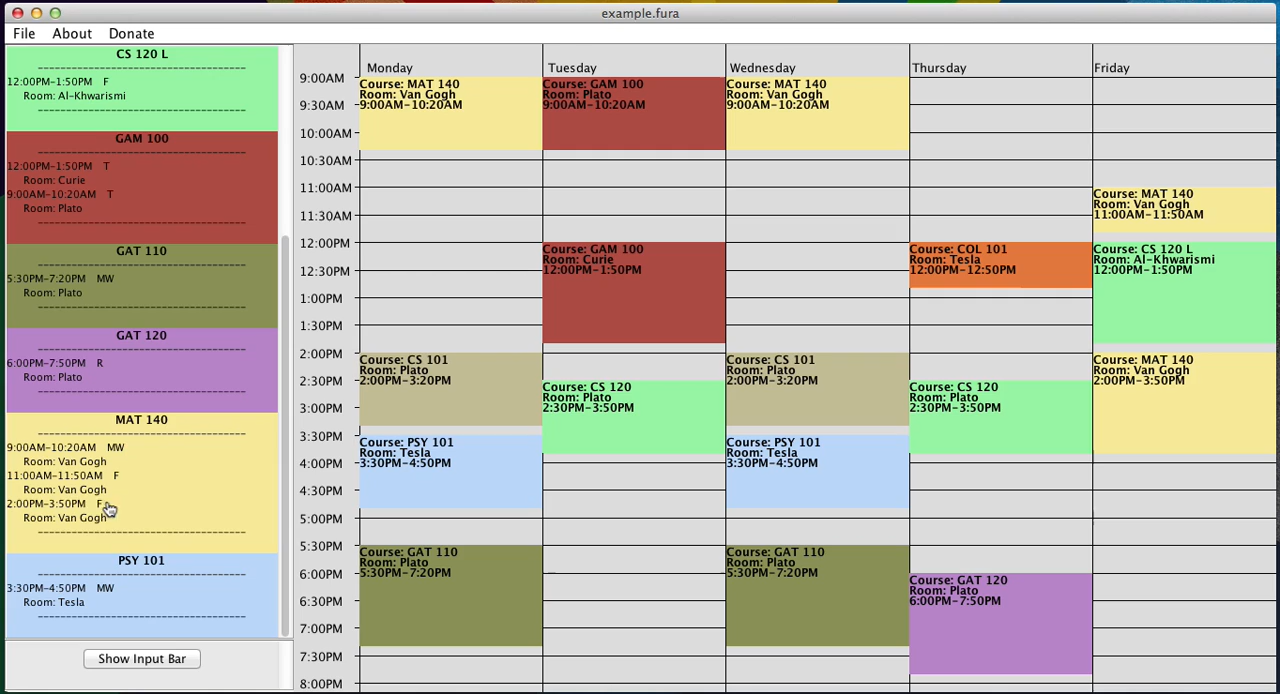 example.fura
File About Donate
CS 120 L
----------------------------------------
12:00PM-1:50PM F
Room: Al-Khwarismi
----------------------------------------
GAM 100
----------------------------------------
12:00PM-1:50PM T
Room: Curie
9:00AM-10:20AM T
Room: Plato
----------------------------------------
GAT 110
----------------------------------------
5:30PM-7:20PM MW
Room: Plato
----------------------------------------
GAT 120
----------------------------------------
6:00PM-7:50PM R
Room: Plato
----------------------------------------
MAT 140
----------------------------------------
9:00AM-10:20AM MW
Room: Van Gogh
11:00AM-11:50AM F
Room: Van Gogh
2:00PM-3:50PM F
Room: Van Gogh
----------------------------------------
PSY 101
----------------------------------------
3:30PM-4:50PM MW
Room: Tesla
----------------------------------------
Show Input Bar
9:00AM
9:30AM
10:00AM
10:30AM
11:00AM
11:30AM
12:00PM
12:30PM
1:00PM
1:30PM
2:00PM
2:30PM
3:00PM
3:30PM
4:00PM
4:30PM
5:00PM
5:30PM
6:00PM
6:30PM
7:00PM
7:30PM
8:00PM
Monday
Course: MAT 140
Room: Van Gogh
9:00AM-10:20AM
Course: CS 101
Room: Plato
2:00PM-3:20PM
Course: PSY 101
Room: Tesla
3:30PM-4:50PM
Course: GAT 110
Room: Plato
5:30PM-7:20PM
Tuesday
Course: GAM 100
Room: Plato
9:00AM-10:20AM
Course: GAM 100
Room: Curie
12:00PM-1:50PM
Course: CS 120
Room: Plato
2:30PM-3:50PM
Wednesday
Course: MAT 140
Room: Van Gogh
9:00AM-10:20AM
Course: CS 101
Room: Plato
2:00PM-3:20PM
Course: PSY 101
Room: Tesla
3:30PM-4:50PM
Course: GAT 110
Room: Plato
5:30PM-7:20PM
Thursday
Course: COL 101
Room: Tesla
12:00PM-12:50PM
Course: CS 120
Room: Plato
2:30PM-3:50PM
Course: GAT 120
Room: Plato
6:00PM-7:50PM
Friday
Course: MAT 140
Room: Van Gogh
11:00AM-11:50AM
Course: CS 120 L
Room: Al-Khwarismi
12:00PM-1:50PM
Course: MAT 140
Room: Van Gogh
2:00PM-3:50PM